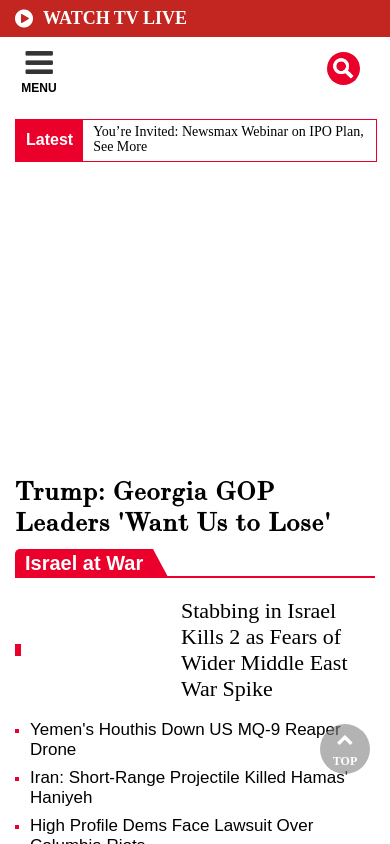 WATCH TV LIVE
MENU
Latest
You’re Invited: Newsmax Webinar on IPO Plan,
See More
Trump: Georgia GOP
Leaders 'Want Us to Lose'
Israel at War
Stabbing in Israel
Kills 2 as Fears of
Wider Middle East
War Spike
Yemen's Houthis Down US MQ-9 Reaper
Drone
Iran: Short-Range Projectile Killed Hamas'
Haniyeh
TOP
High Profile Dems Face Lawsuit Over
Columbia Riots